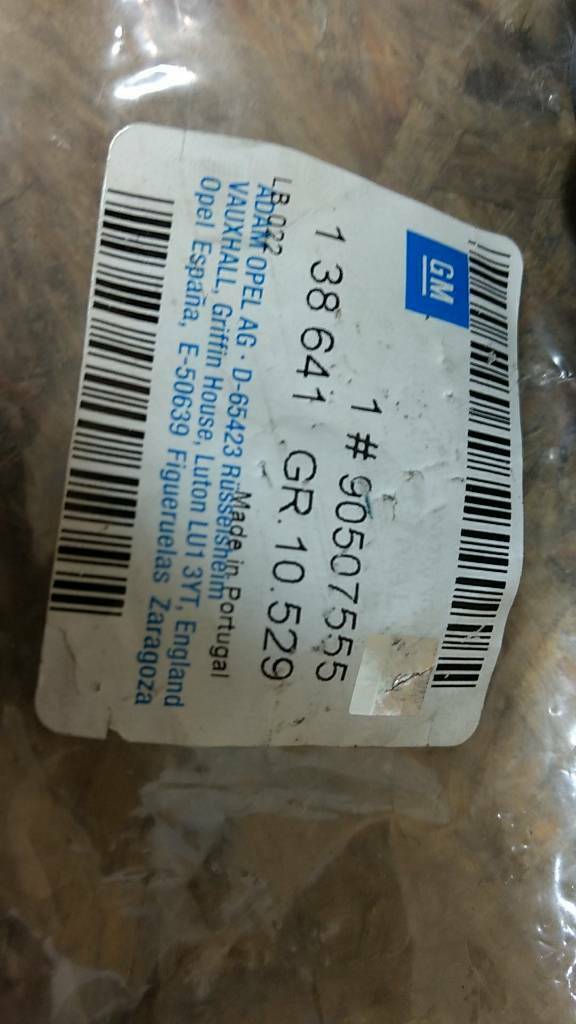 GM
1 # 90507555
1 38 641 GR. 10.529
LB 022
Made in Portugal
ADAM OPEL AG · D-65423 Rüsselsheim
VAUXHALL, Griffin House, Luton LU1 3YT, England
Opel España, E-50639 Figueruelas Zaragoza